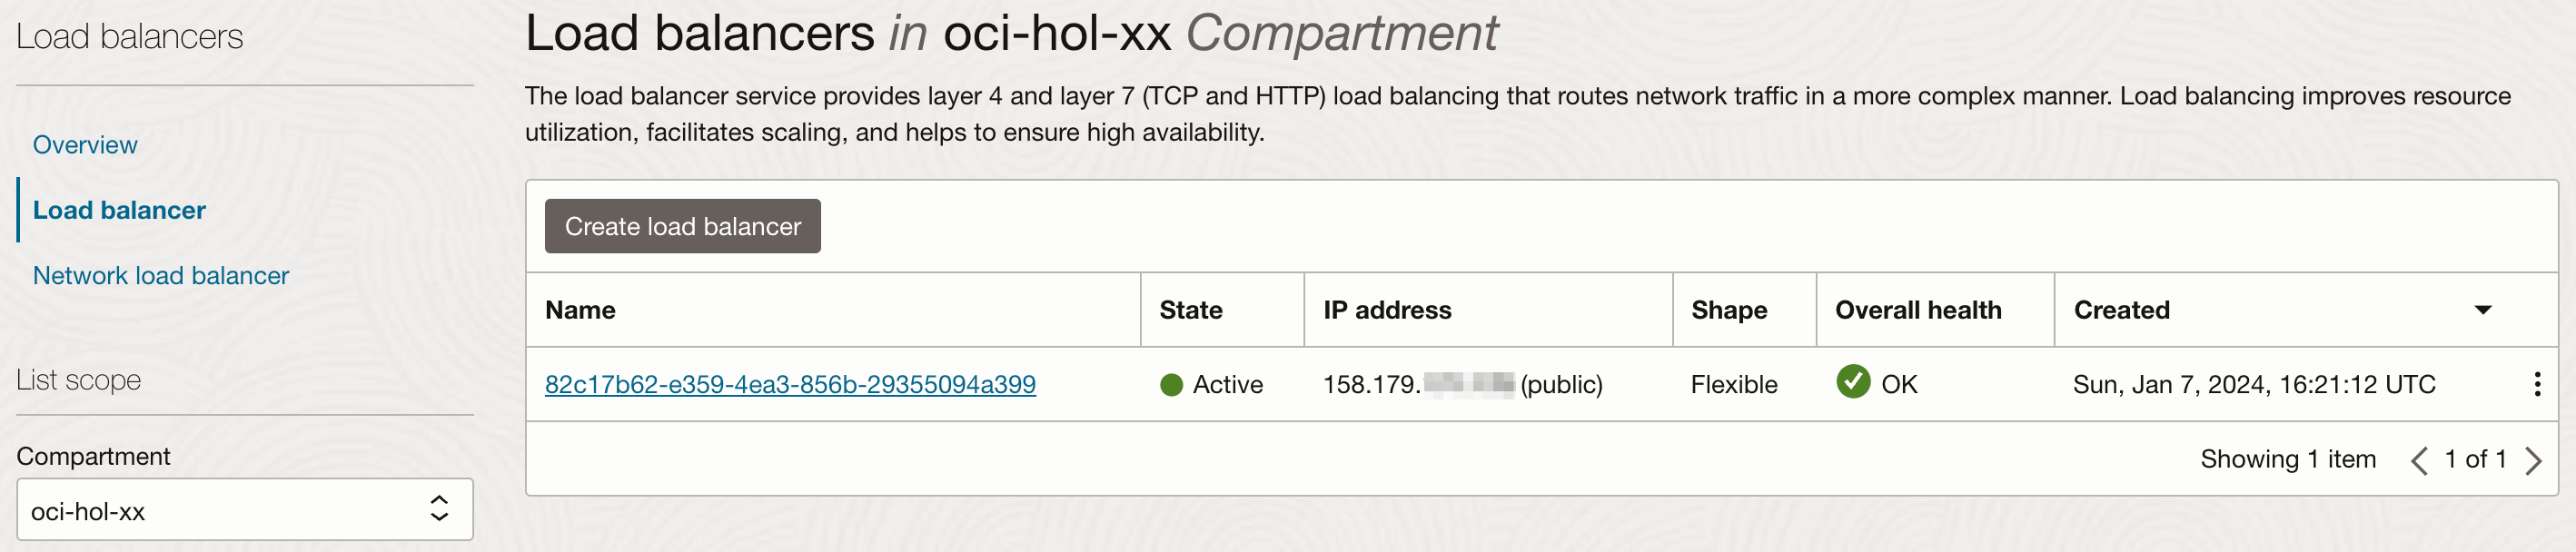 Load balancers
Overview
Load balancer
Network load balancer
List scope
Compartment
oci-hol-xx
Load balancers in oci-hol-xx Compartment
The load balancer service provides layer 4 and layer 7 (TCP and HTTP) load balancing that routes network traffic in a more complex manner. Load balancing improves resource
utilization, facilitates scaling, and helps to ensure high availability.
Create load balancer
Name State IP address Shape Overall health Created
82c17b62-e359-4ea3-856b-29355094a399 Active 158.179. (public) Flexible OK Sun, Jan 7, 2024, 16:21:12 UTC
Showing 1 item 1 of 1